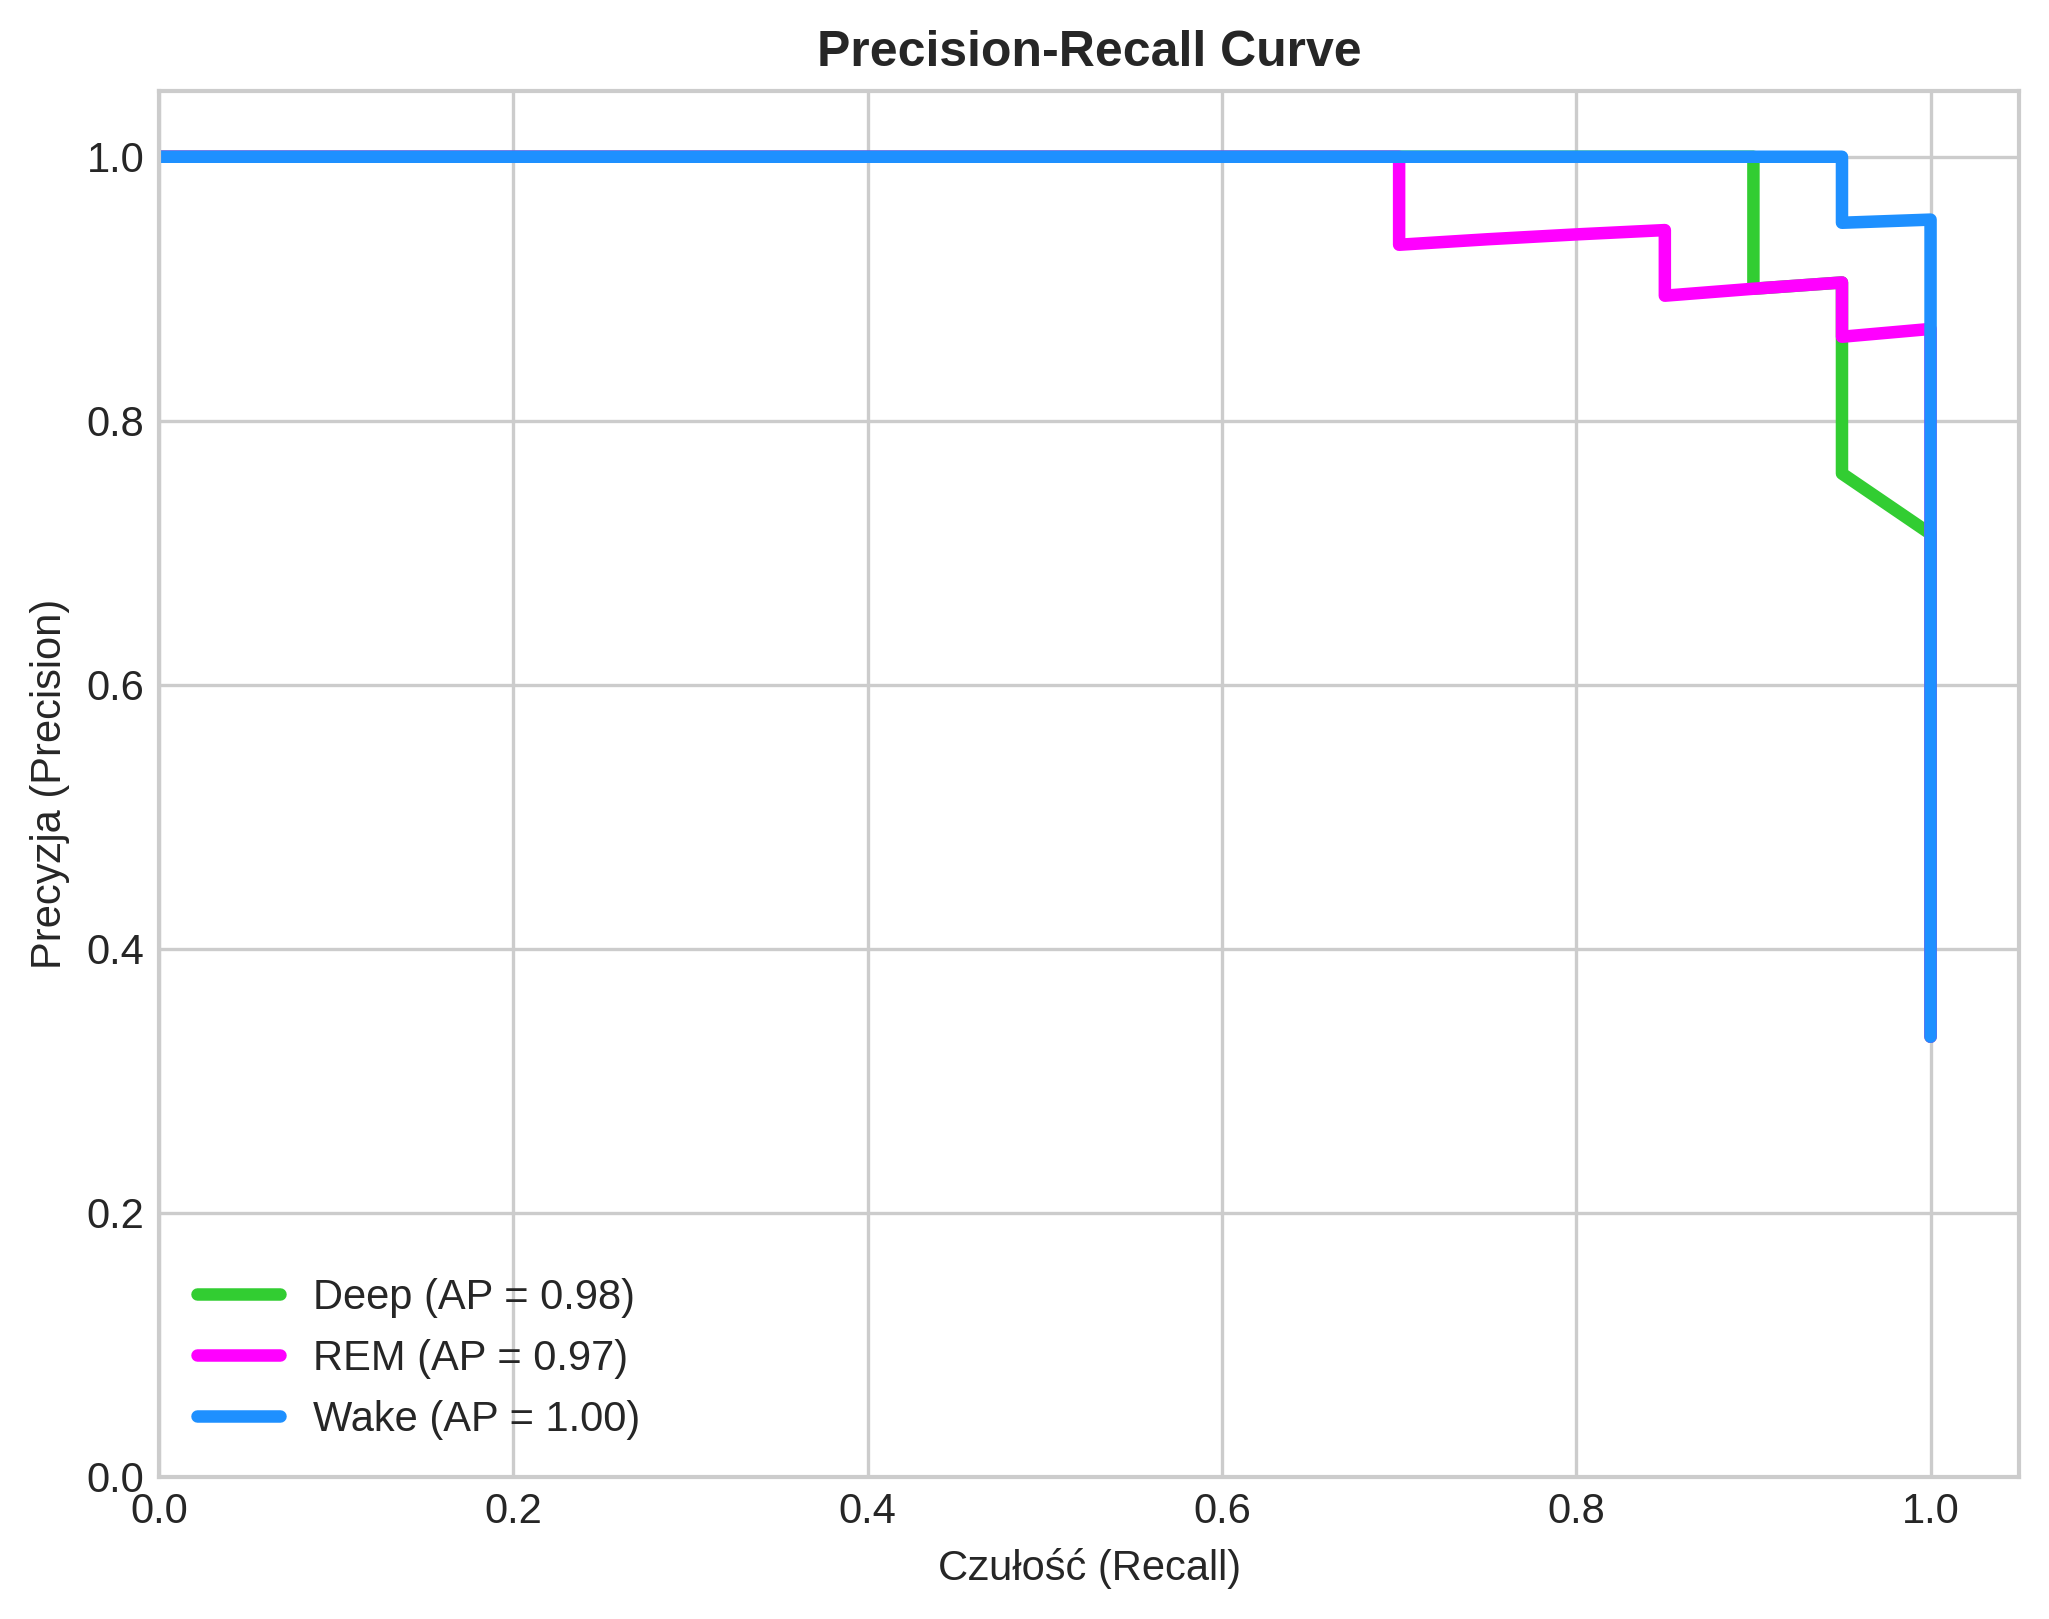 Precision-Recall Curve
1.0
0.8
0.6
0.4
0.2
0.0
Precyzja (Precision)
Deep (AP = 0.98)
REM (AP = 0.97)
Wake (AP = 1.00)
0.0 0.2 0.4 0.6 0.8 1.0
Czułość (Recall)